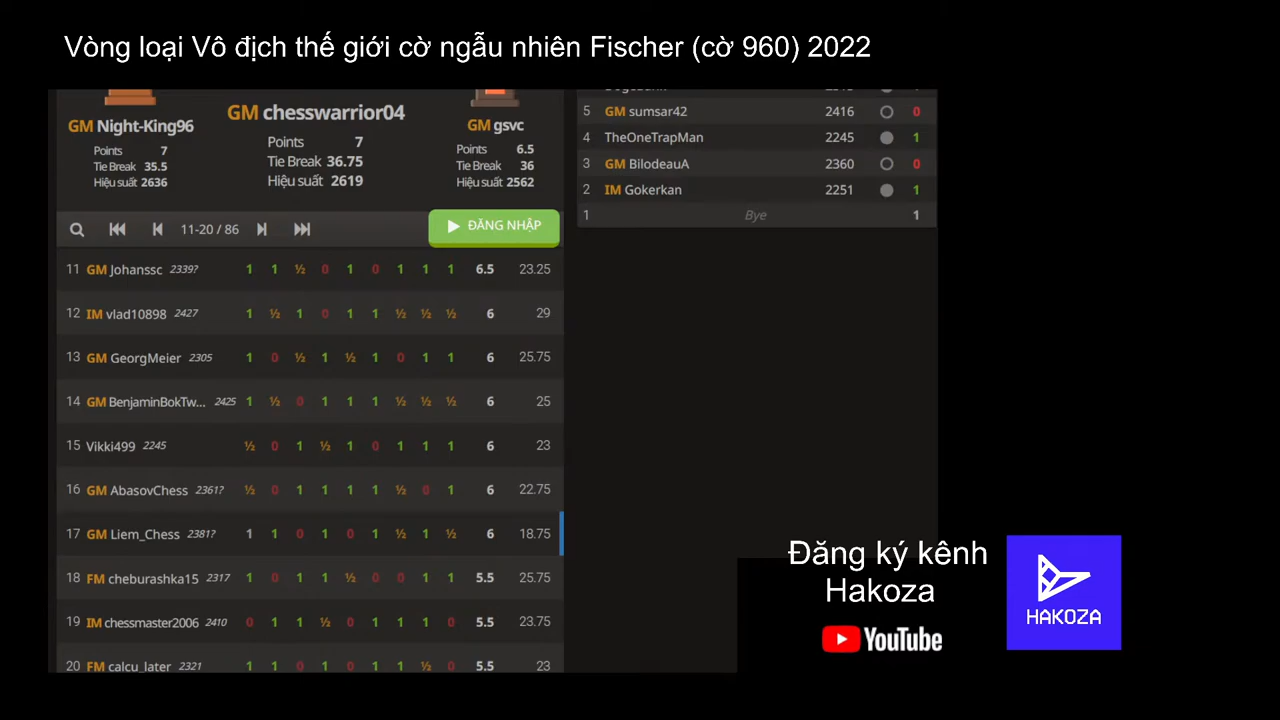 Vòng loại Vô địch thế giới cờ ngẫu nhiên Fischer (cờ 960) 2022
GM Night-King96
Points 7
Tie Break 35.5
Hiệu suất 2636
GM chesswarrior04
Points 7
Tie Break 36.75
Hiệu suất 2619
GM gsvc
Points 6.5
Tie Break 36
Hiệu suất 2562
11-20 / 86
ĐĂNG NHẬP
11 GM Johanssc 2339? 1 1 ½ 0 1 0 1 1 1 6.5 23.25
12 IM vlad10898 2427 1 ½ 1 0 1 1 ½ ½ ½ 6 29
13 GM GeorgMeier 2305 1 0 ½ 1 ½ 1 0 1 1 6 25.75
14 GM BenjaminBokTw... 2425 1 ½ 0 1 1 1 ½ ½ ½ 6 25
15 Vikki499 2245 ½ 0 1 ½ 1 0 1 1 1 6 23
16 GM AbasovChess 2361? ½ 0 1 1 1 1 ½ 0 1 6 22.75
17 GM Liem_Chess 2381? 1 1 0 1 0 1 ½ 1 ½ 6 18.75
18 FM cheburashka15 2317 1 0 1 1 ½ 0 0 1 1 5.5 25.75
19 IM chessmaster2006 2410 0 1 1 ½ 0 1 1 1 0 5.5 23.75
20 FM calcu_later 2321 1 1 0 1 0 1 1 ½ 0 5.5 23
5 GM sumsar42 2416 0
4 TheOneTrapMan 2245 1
3 GM BilodeauA 2360 0
2 IM Gokerkan 2251 1
1 Bye 1
Đăng ký kênh
Hakoza
YouTube
HAKOZA